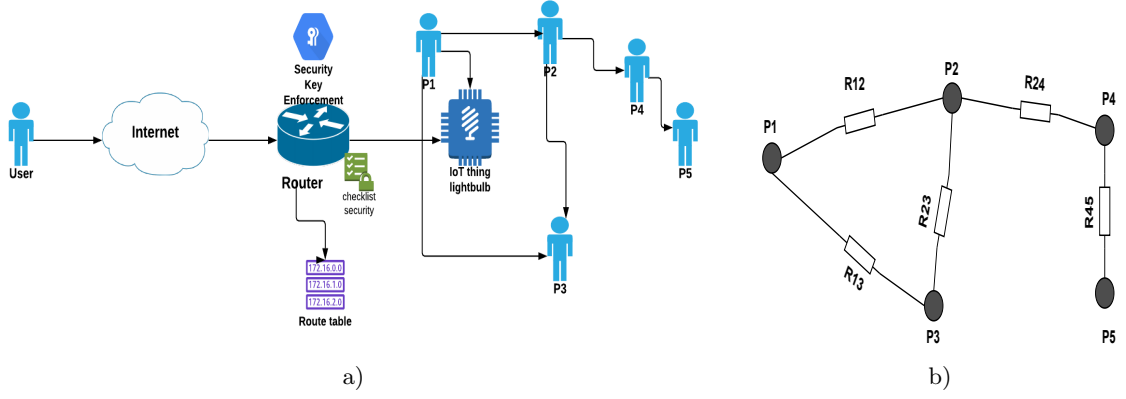 Security
Key
Enforcement
User
Internet
Router
checklist
security
172.16.0.0
172.16.1.0
172.16.2.0
Route table
IoT thing
lightbulb
P1
P2
P4
P5
P3
a)
P1
R12
P2
R24
P4
R23
R45
R13
P3
P5
b)